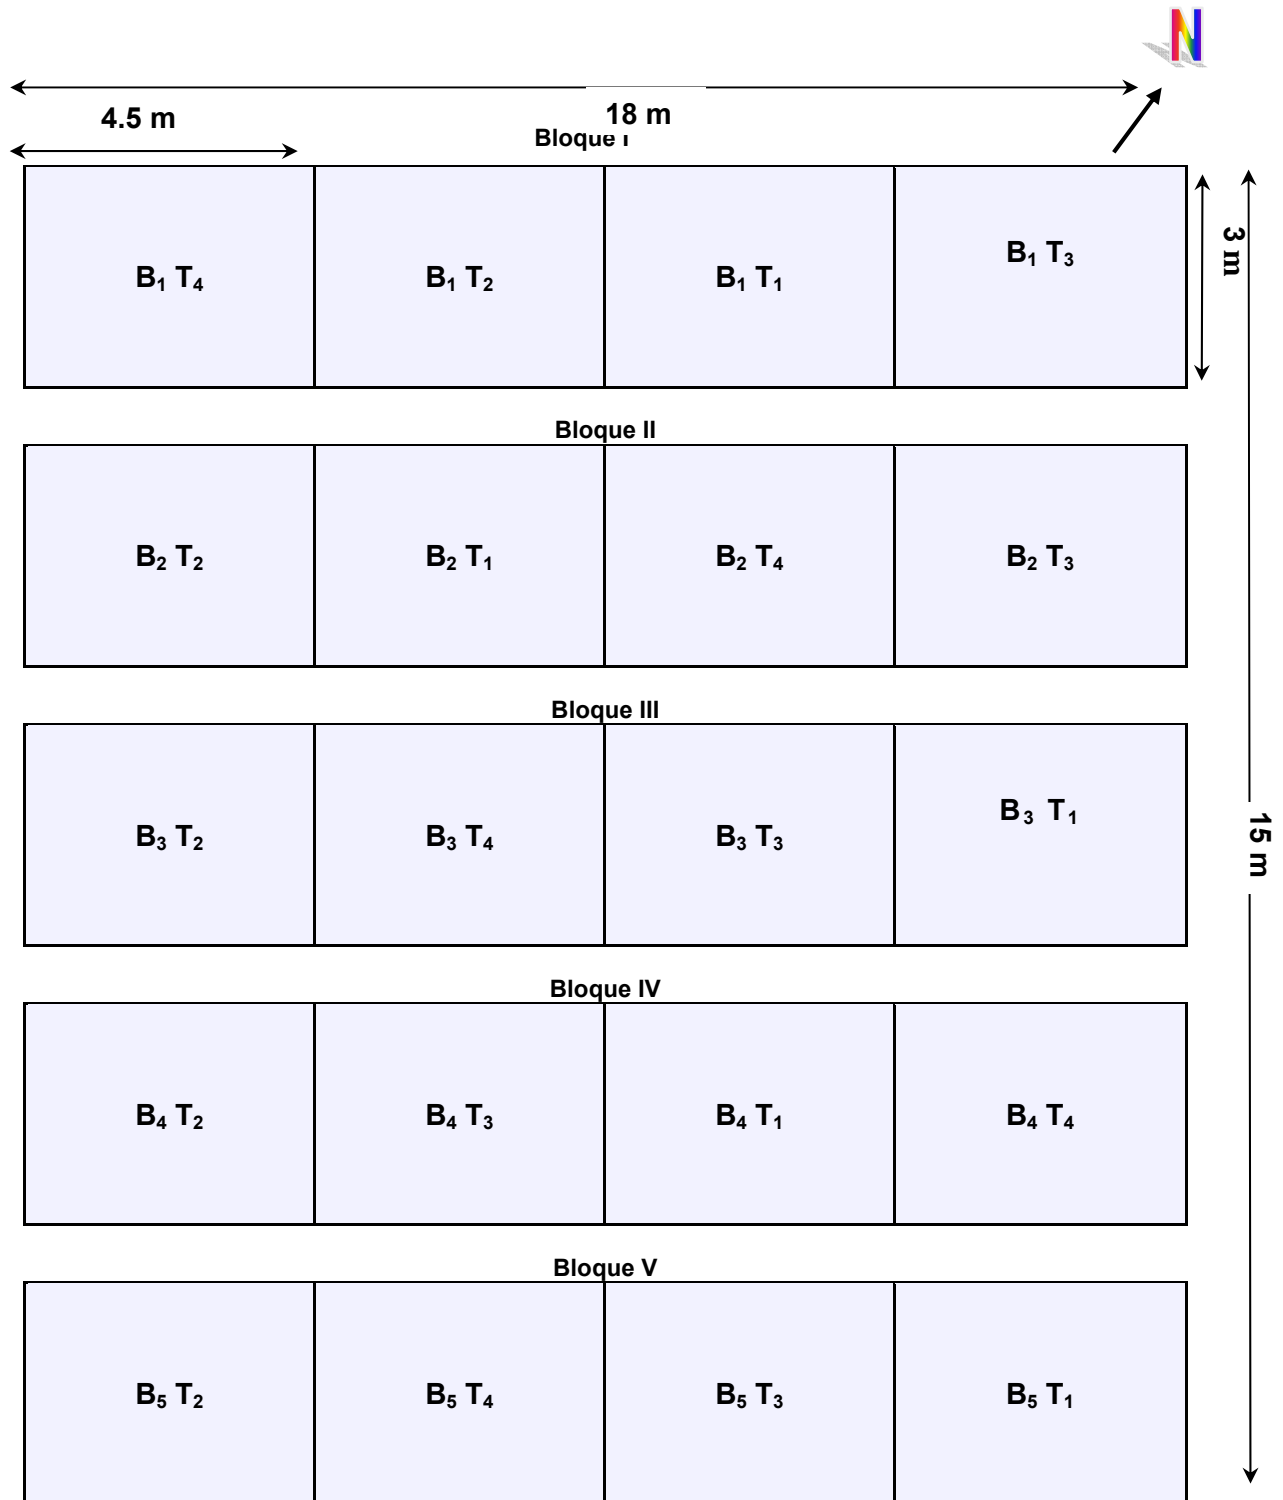 N
4.5 m
18 m
Bloque I
B₁ T₄ B₁ T₂ B₁ T₁ B₁ T₃
3 m
Bloque II
B₂ T₂ B₂ T₁ B₂ T₄ B₂ T₃
Bloque III
B₃ T₂ B₃ T₄ B₃ T₃ B₃ T₁
15 m
Bloque IV
B₄ T₂ B₄ T₃ B₄ T₁ B₄ T₄
Bloque V
B₅ T₂ B₅ T₄ B₅ T₃ B₅ T₁